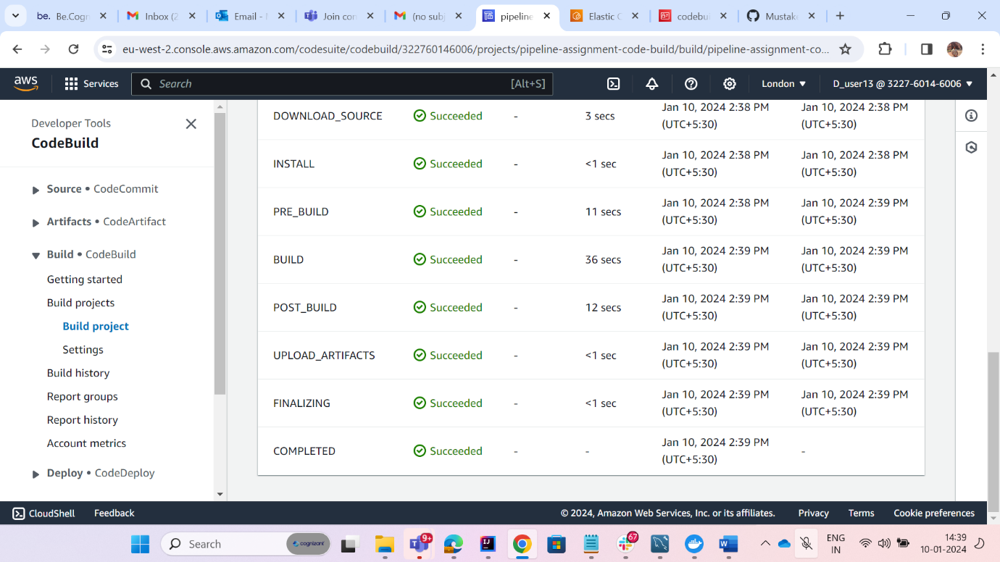 be. Be.Cogn
Inbox (2
Email - 
Join con
(no subj
pipeline
Elastic C
codebui
Mustak
eu-west-2.console.aws.amazon.com/codesuite/codebuild/322760146006/projects/pipeline-assignment-code-build/build/pipeline-assignment-co...
aws
Services
Search [Alt+S]
London
D_user13 @ 3227-6014-6006
Developer Tools
CodeBuild
Source • CodeCommit
Artifacts • CodeArtifact
Build • CodeBuild
Getting started
Build projects
Build project
Settings
Build history
Report groups
Report history
Account metrics
Deploy • CodeDeploy
DOWNLOAD_SOURCE Succeeded - 3 secs Jan 10, 2024 2:38 PM Jan 10, 2024 2:38 PM
(UTC+5:30) (UTC+5:30)
INSTALL Succeeded - <1 sec Jan 10, 2024 2:38 PM Jan 10, 2024 2:38 PM
(UTC+5:30) (UTC+5:30)
PRE_BUILD Succeeded - 11 secs Jan 10, 2024 2:38 PM Jan 10, 2024 2:39 PM
(UTC+5:30) (UTC+5:30)
BUILD Succeeded - 36 secs Jan 10, 2024 2:39 PM Jan 10, 2024 2:39 PM
(UTC+5:30) (UTC+5:30)
POST_BUILD Succeeded - 12 secs Jan 10, 2024 2:39 PM Jan 10, 2024 2:39 PM
(UTC+5:30) (UTC+5:30)
UPLOAD_ARTIFACTS Succeeded - <1 sec Jan 10, 2024 2:39 PM Jan 10, 2024 2:39 PM
(UTC+5:30) (UTC+5:30)
FINALIZING Succeeded - <1 sec Jan 10, 2024 2:39 PM Jan 10, 2024 2:39 PM
(UTC+5:30) (UTC+5:30)
COMPLETED Succeeded - - Jan 10, 2024 2:39 PM -
(UTC+5:30)
CloudShell Feedback © 2024, Amazon Web Services, Inc. or its affiliates. Privacy Terms Cookie preferences
Search
cognizant
9+
67
ENG
IN
14:39
10-01-2024